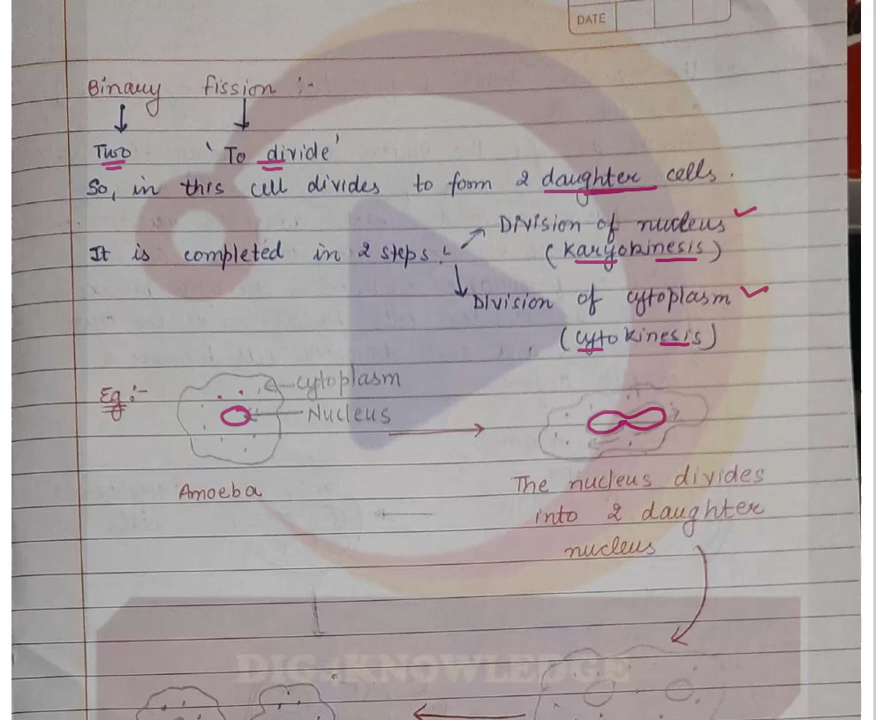 DATE
Binary fission :-
Two 'To divide'
So, in this cell divides to form 2 daughter cells.
It is completed in 2 steps :-
Division of nucleus
(Karyokinesis)
Division of cytoplasm
(cytokinesis)
Eg :-
cytoplasm
Nucleus
Amoeba
The nucleus divides
into 2 daughter
nucleus
DIGI KNOWLEDGE